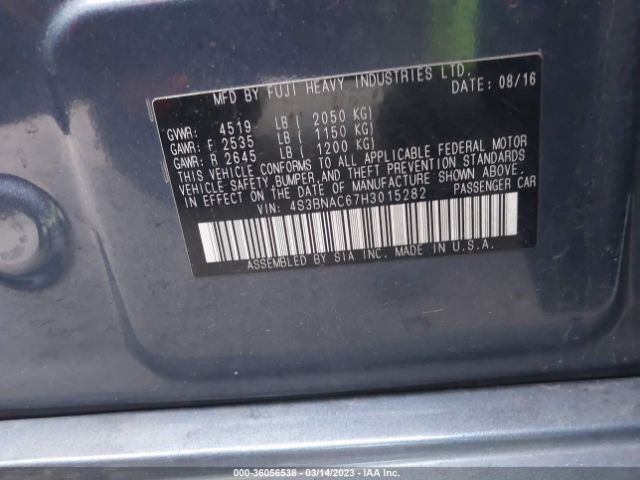 MFD BY FUJI HEAVY INDUSTRIES LTD.
DATE: 08/16
GVWR: 4519 LB ( 2050 KG)
GAWR: F 2535 LB ( 1150 KG)
GAWR: R 2645 LB ( 1200 KG)
THIS VEHICLE CONFORMS TO ALL APPLICABLE FEDERAL MOTOR
VEHICLE SAFETY, BUMPER, AND THEFT PREVENTION STANDARDS
IN EFFECT ON THE DATE OF MANUFACTURE SHOWN ABOVE.
VIN: 4S3BNAC67H3015282 PASSENGER CAR
ASSEMBLED BY SIA INC. MADE IN U.S.A.
000-36056538 - 03/14/2023 - IAA Inc.